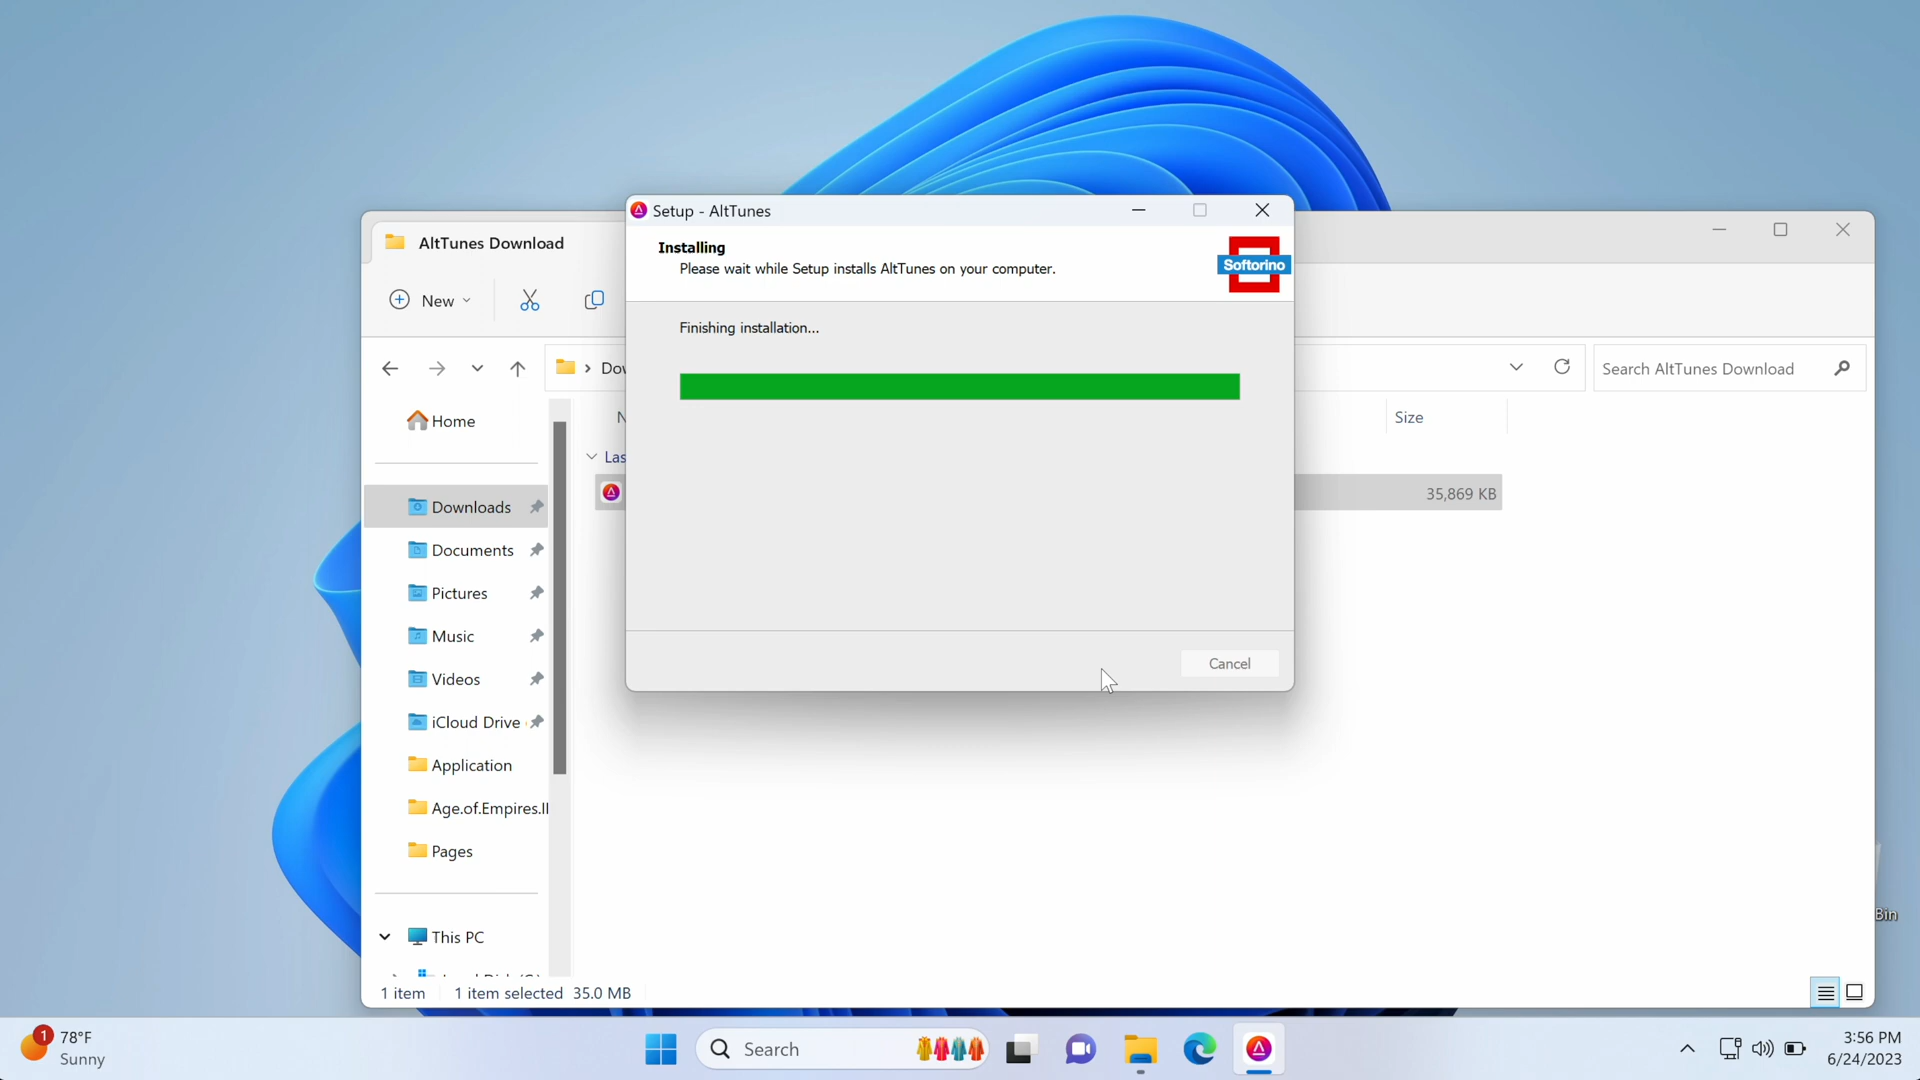 Setup - AltTunes
Installing
Please wait while Setup installs AltTunes on your computer.
Softorino
Finishing installation...
Cancel
AltTunes Download
New
Search AltTunes Download
Size
35,869 KB
Home
Downloads
Documents
Pictures
Music
Videos
iCloud Drive
Application
Age.of.Empires.II
Pages
This PC
1 item
1 item selected 35.0 MB
Bin
1
78°F
Sunny
Search
3:56 PM
6/24/2023